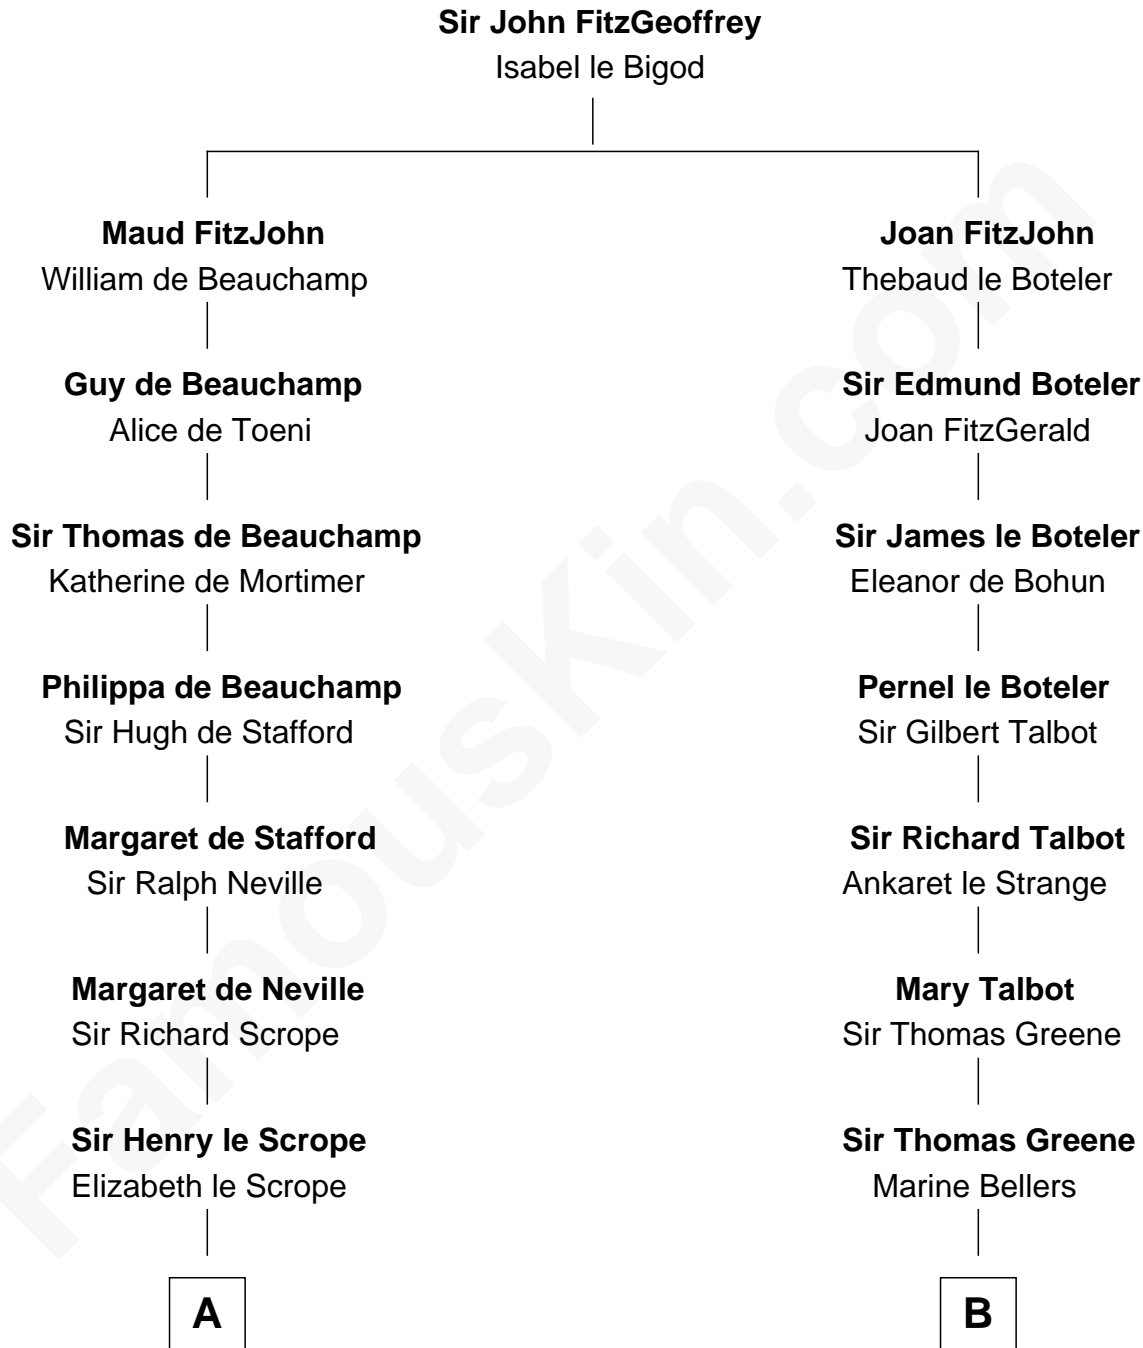 Sir John FitzGeoffrey
Isabel le Bigod
Maud FitzJohn
William de Beauchamp
Guy de Beauchamp
Alice de Toeni
Sir Thomas de Beauchamp
Katherine de Mortimer
Philippa de Beauchamp
Sir Hugh de Stafford
Margaret de Stafford
Sir Ralph Neville
Margaret de Neville
Sir Richard Scrope
Sir Henry le Scrope
Elizabeth le Scrope
A
Joan FitzJohn
Thebaud le Boteler
Sir Edmund Boteler
Joan FitzGerald
Sir James le Boteler
Eleanor de Bohun
Pernel le Boteler
Sir Gilbert Talbot
Sir Richard Talbot
Ankaret le Strange
Mary Talbot
Sir Thomas Greene
Sir Thomas Greene
Marine Bellers
B
FamousKin.com